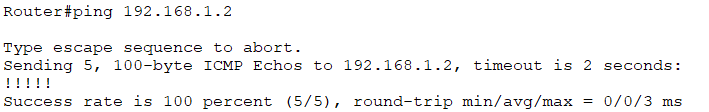 Router#ping 192.168.1.2
Type escape sequence to abort.
Sending 5, 100-byte ICMP Echos to 192.168.1.2, timeout is 2 seconds:
!!!!!
Success rate is 100 percent (5/5), round-trip min/avg/max = 0/0/3 ms